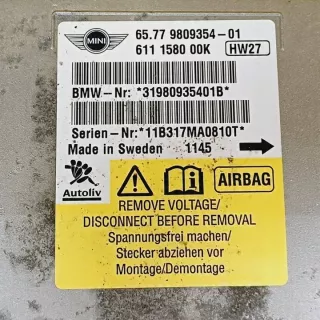 MINI
65.77 9809354-01
611 1580 00K HW27
BMW-Nr: *31980935401B*
Serien-Nr:*11B317MA0810T*
Made in Sweden 1145
Autoliv
AIRBAG
REMOVE VOLTAGE/
DISCONNECT BEFORE REMOVAL
Spannungsfrei machen/
Stecker abziehen vor
Montage/Demontage